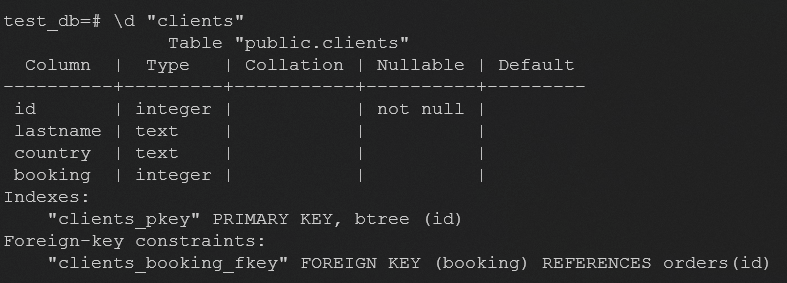 test_db=# \d "clients"
               Table "public.clients"
  Column  |  Type   | Collation | Nullable | Default
----------+---------+-----------+----------+---------
 id       | integer |           | not null |
 lastname | text    |           |          |
 country  | text    |           |          |
 booking  | integer |           |          |
Indexes:
    "clients_pkey" PRIMARY KEY, btree (id)
Foreign-key constraints:
    "clients_booking_fkey" FOREIGN KEY (booking) REFERENCES orders(id)